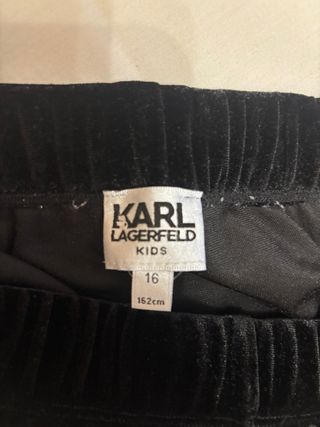 KARL
LAGERFELD
KIDS
16
162cm